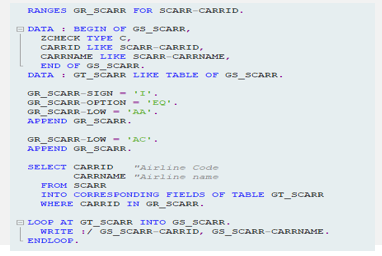 RANGES GR_SCARR FOR SCARR-CARRID.
DATA : BEGIN OF GS_SCARR,
ZCHECK TYPE C,
CARRID LIKE SCARR-CARRID,
CARRNAME LIKE SCARR-CARRNAME,
END OF GS_SCARR.
DATA : GT_SCARR LIKE TABLE OF GS_SCARR.
GR_SCARR-SIGN = 'I'.
GR_SCARR-OPTION = 'EQ'.
GR_SCARR-LOW = 'AA'.
APPEND GR_SCARR.
GR_SCARR-LOW = 'AC'.
APPEND GR_SCARR.
SELECT CARRID "Airline Code
CARRNAME "Airline name
FROM SCARR
INTO CORRESPONDING FIELDS OF TABLE GT_SCARR
WHERE CARRID IN GR_SCARR.
LOOP AT GT_SCARR INTO GS_SCARR.
WRITE :/ GS_SCARR-CARRID, GS_SCARR-CARRNAME.
ENDLOOP.